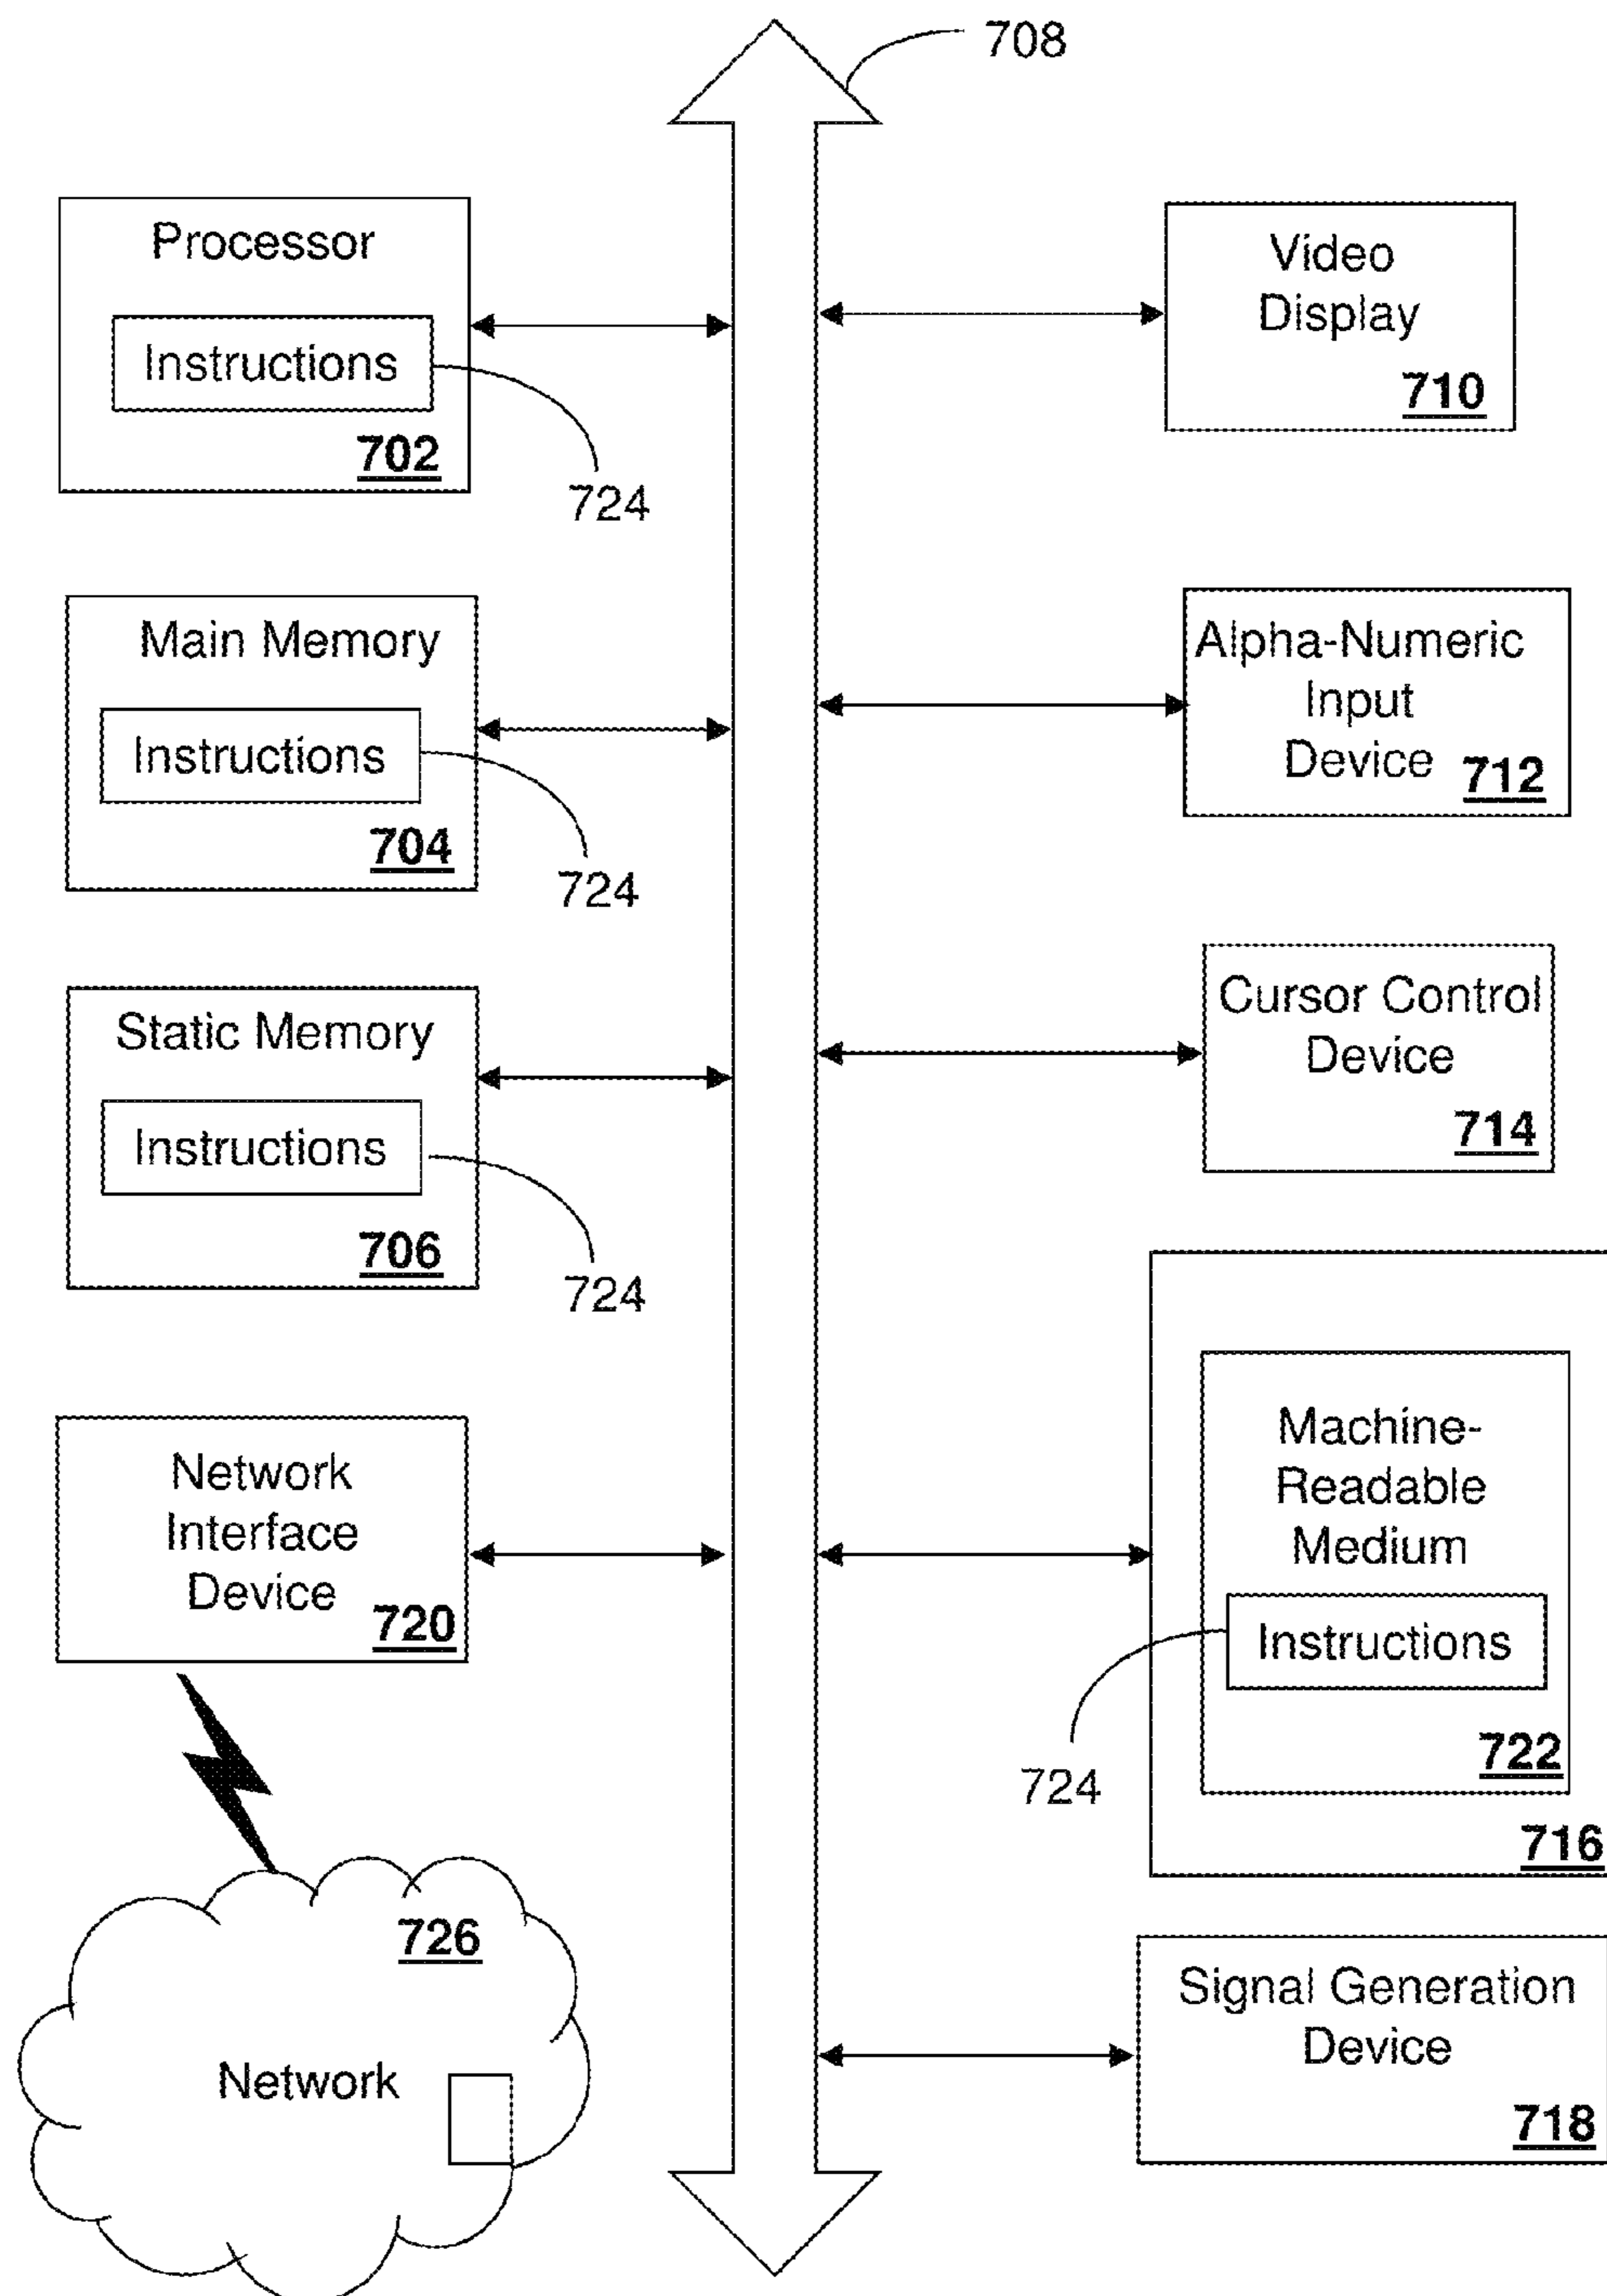 708
Processor
Instructions
702
724
Main Memory
Instructions
704
724
Static Memory
Instructions
706
724
Network
Interface
Device
720
726
Network
Video
Display
710
Alpha-Numeric
Input
Device
712
Cursor Control
Device
714
Machine-
Readable
Medium
Instructions
722
724
716
Signal Generation
Device
718